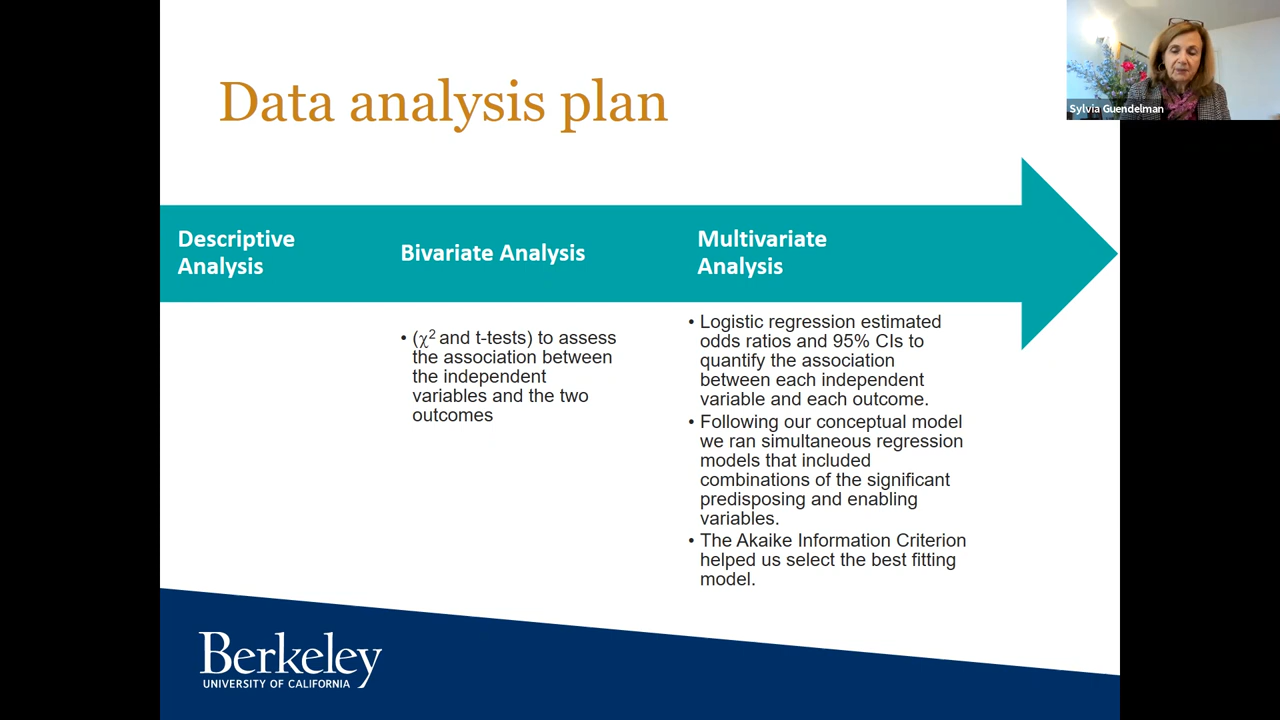 Data analysis plan
Sylvia Guendelman
Descriptive
Analysis
Bivariate Analysis
Multivariate
Analysis
• (χ² and t-tests) to assess
the association between
the independent
variables and the two
outcomes
• Logistic regression estimated
odds ratios and 95% CIs to
quantify the association
between each independent
variable and each outcome.
• Following our conceptual model
we ran simultaneous regression
models that included
combinations of the significant
predisposing and enabling
variables.
• The Akaike Information Criterion
helped us select the best fitting
model.
Berkeley
UNIVERSITY OF CALIFORNIA